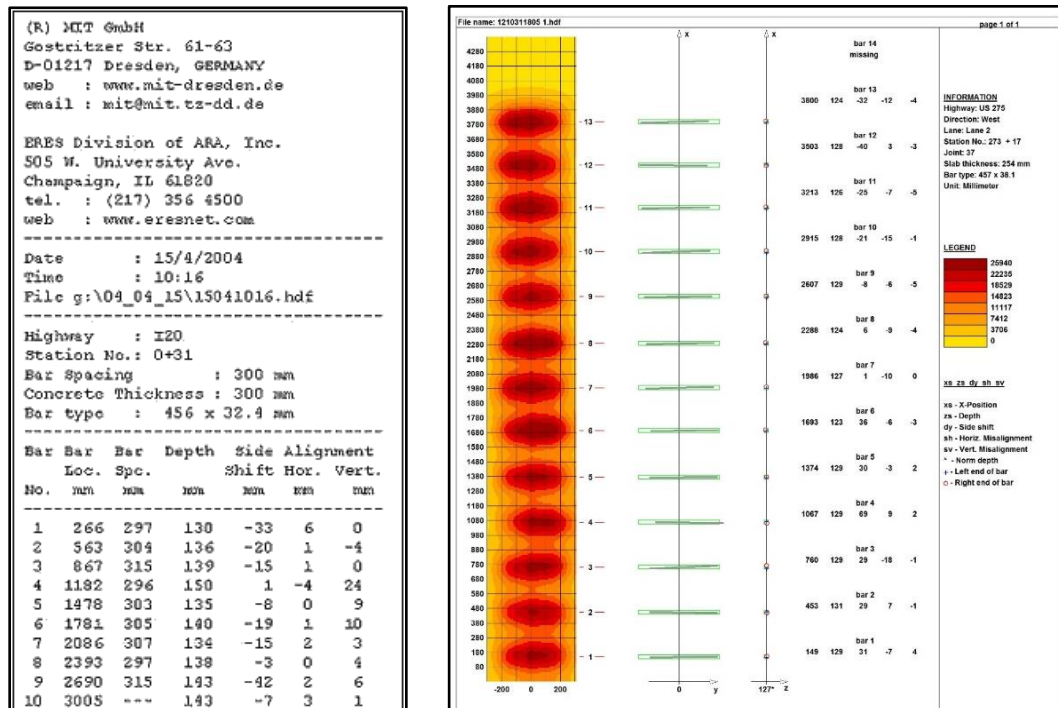 (R) MIT GmbH
Gostritzer Str. 61-63
D-01217 Dresden, GERMANY
web : www.mit-dresden.de
email : mit@mit.tz-dd.de
ERES Division of ARA, Inc.
505 W. University Ave.
Champaign, IL 61820
tel. : (217) 356 4500
web : www.eresnet.com
Date : 15/4/2004
Time : 10:16
File g:\04_04_15\15041016.hdf
Highway : I20
Station No.: 0+31
Bar Spacing : 300 mm
Concrete Thickness : 300 mm
Bar type : 456 x 32.4 mm
Bar Bar Bar Depth Side Alignment
Loc. Spc. Shift Hor. Vert.
No. mm mm mm mm mm mm
1 266 297 130 -33 6 0
2 563 304 136 -20 1 -4
3 867 315 139 -15 1 0
4 1182 296 150 1 -4 24
5 1478 303 135 -8 0 9
6 1781 305 140 -19 1 10
7 2086 307 134 -15 2 3
8 2393 297 138 -3 0 4
9 2690 315 143 -42 2 6
10 3005 --- 143 -7 3 1
File name: 1210311805 1.hdf
page 1 of 1
4280
4180
4080
3980
3880
3780
3680
3580
3480
3380
3280
3180
3080
2980
2880
2780
2680
2580
2480
2380
2280
2180
2080
1980
1880
1780
1680
1580
1480
1380
1280
1180
1080
980
880
780
680
580
480
380
280
180
80
-200 0 200
13
12
11
10
9
8
7
6
5
4
3
2
1
x
0 y
x
127* z
bar 14
missing
bar 13
3800 124 -32 -12 -4
bar 12
3503 128 -40 3 -3
bar 11
3213 126 -25 -7 -5
bar 10
2915 128 -21 -15 -1
bar 9
2607 129 -8 -6 -5
bar 8
2288 124 6 -9 -4
bar 7
1986 127 1 -10 0
bar 6
1693 123 36 -6 -3
bar 5
1374 129 30 -3 2
bar 4
1067 129 69 9 2
bar 3
760 129 29 -18 -1
bar 2
453 131 29 7 -1
bar 1
149 129 31 -7 4
INFORMATION
Highway: US 275
Direction: West
Lane: Lane 2
Station No.: 273 + 17
Joint: 37
Slab thickness: 254 mm
Bar type: 457 x 38.1
Unit: Millimeter
LEGEND
25940
22235
18529
14823
11117
7412
3706
0
xs zs dy sh sv
xs - X-Position
zs - Depth
dy - Side shift
sh - Horiz. Misalignment
sv - Vert. Misalignment
* - Norm depth
+ - Left end of bar
o - Right end of bar